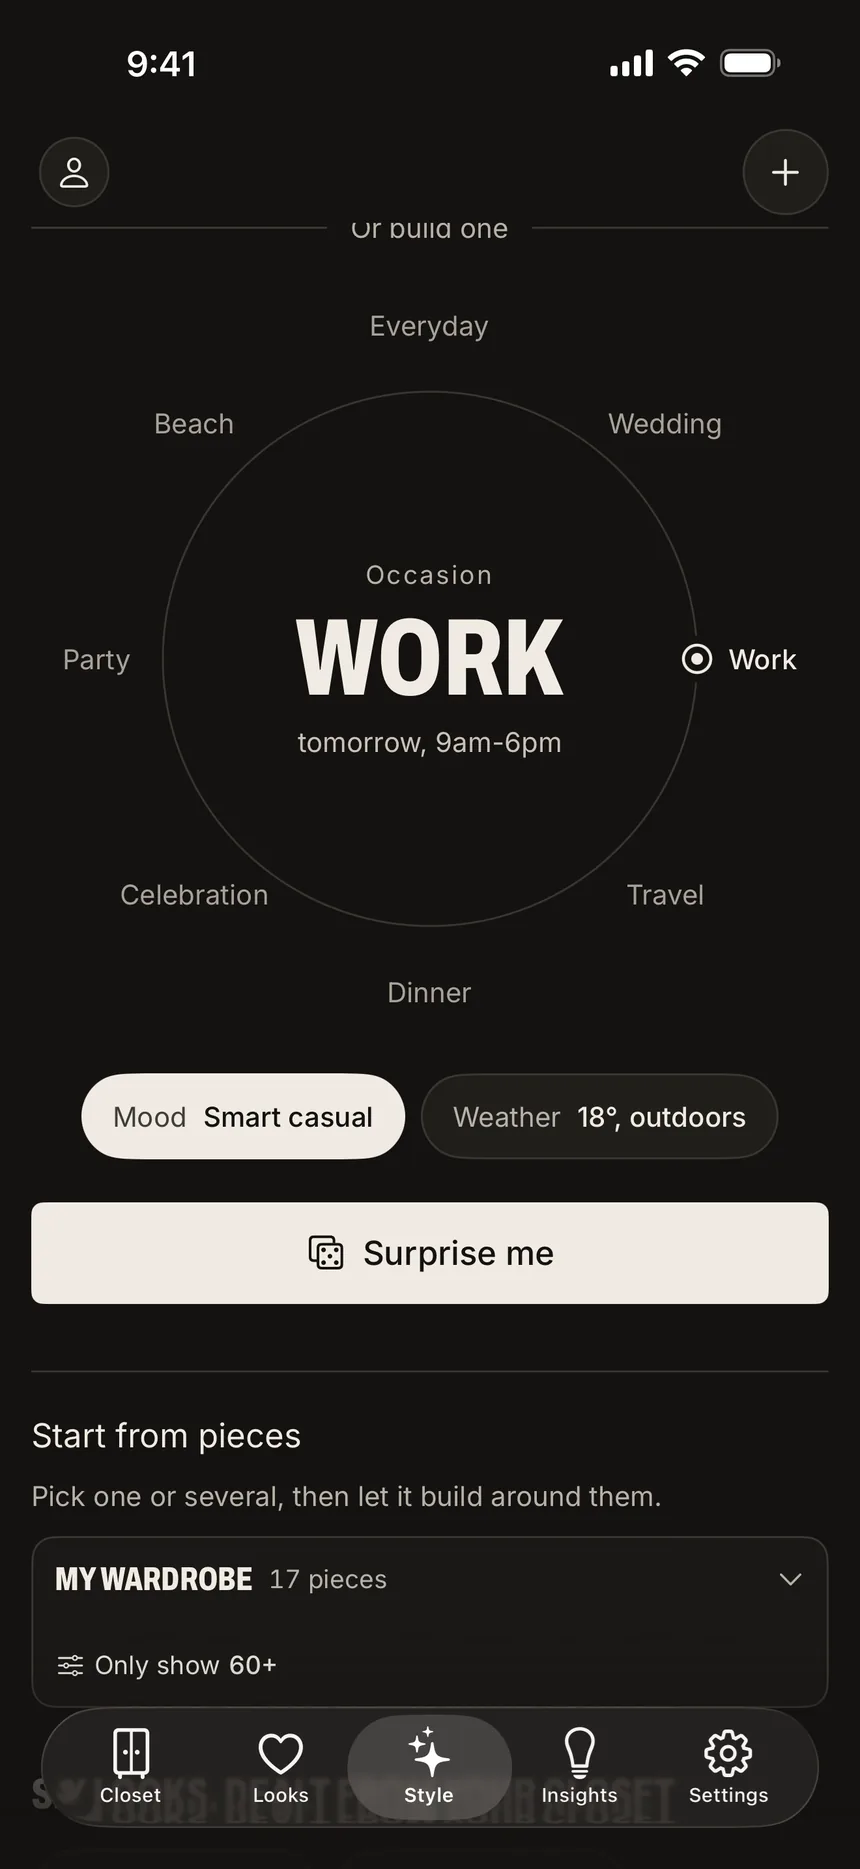 9:41
Or build one
Everyday
Beach
Wedding
Occasion
WORK
Party
Work
tomorrow, 9am-6pm
Celebration
Travel
Dinner
Mood Smart casual
Weather 18°, outdoors
Surprise me
Start from pieces
Pick one or several, then let it build around them.
MY WARDROBE 17 pieces
Only show 60+
Closet
Looks
Style
Insights
Settings